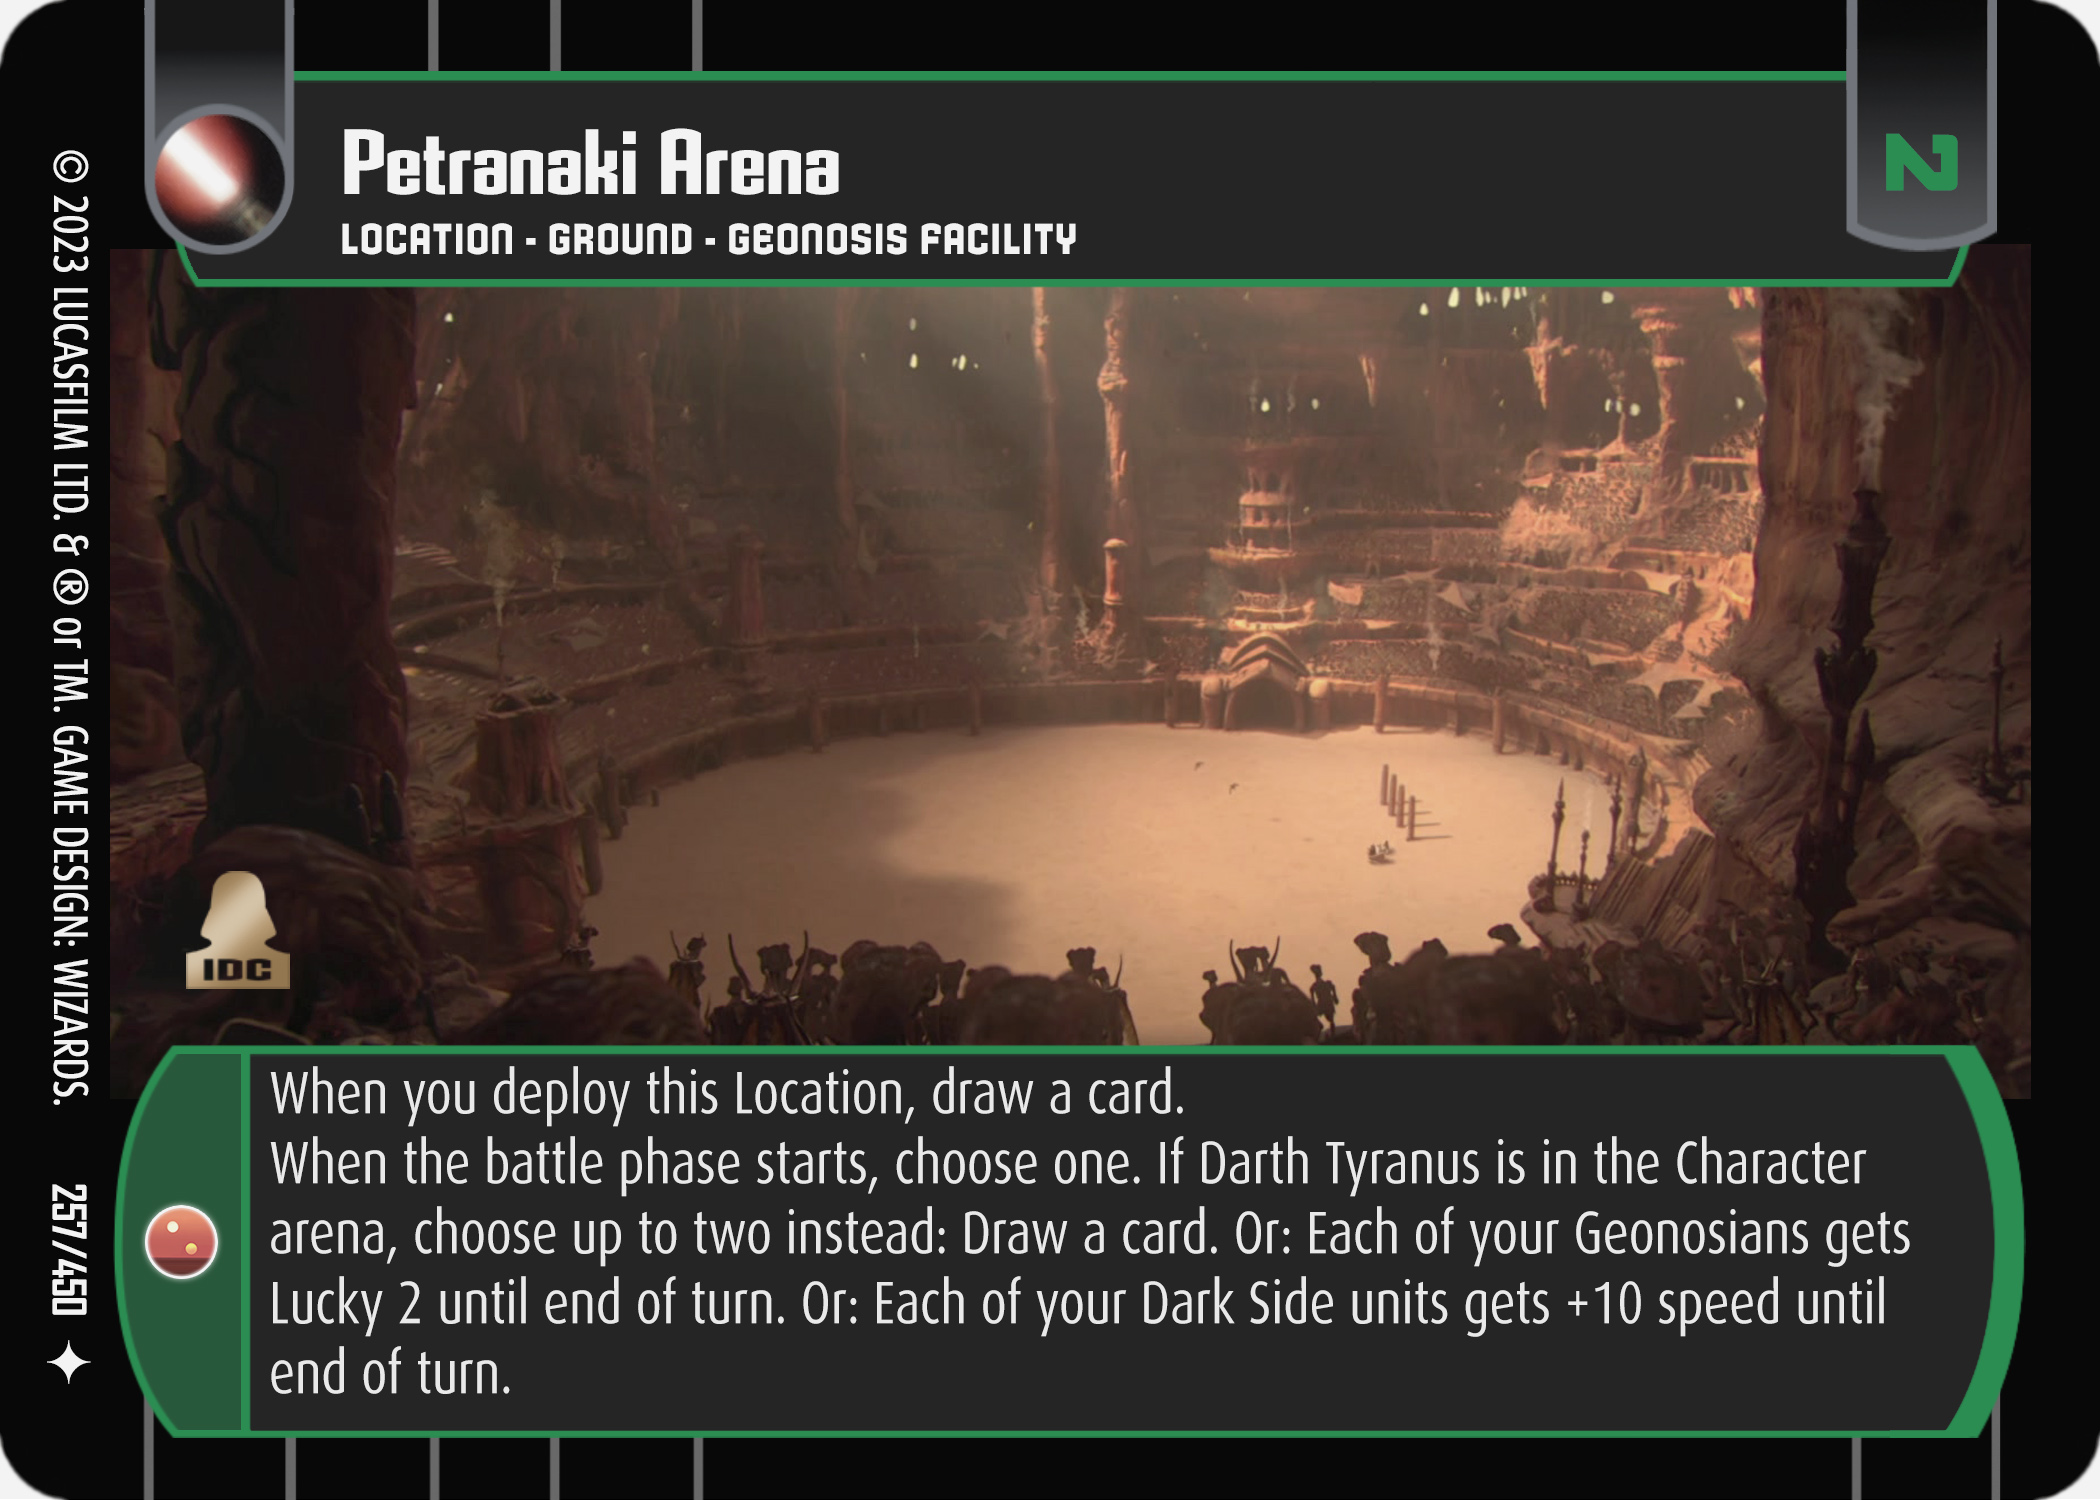 Petranaki Arena
LOCATION - GROUND - GEONOSIS FACILITY
2
IDC
When you deploy this Location, draw a card.
When the battle phase starts, choose one. If Darth Tyranus is in the Character
arena, choose up to two instead: Draw a card. Or: Each of your Geonosians gets
Lucky 2 until end of turn. Or: Each of your Dark Side units gets +10 speed until
end of turn.
© 2023 LUCASFILM LTD. & ® or TM. GAME DESIGN: WIZARDS. 257/450